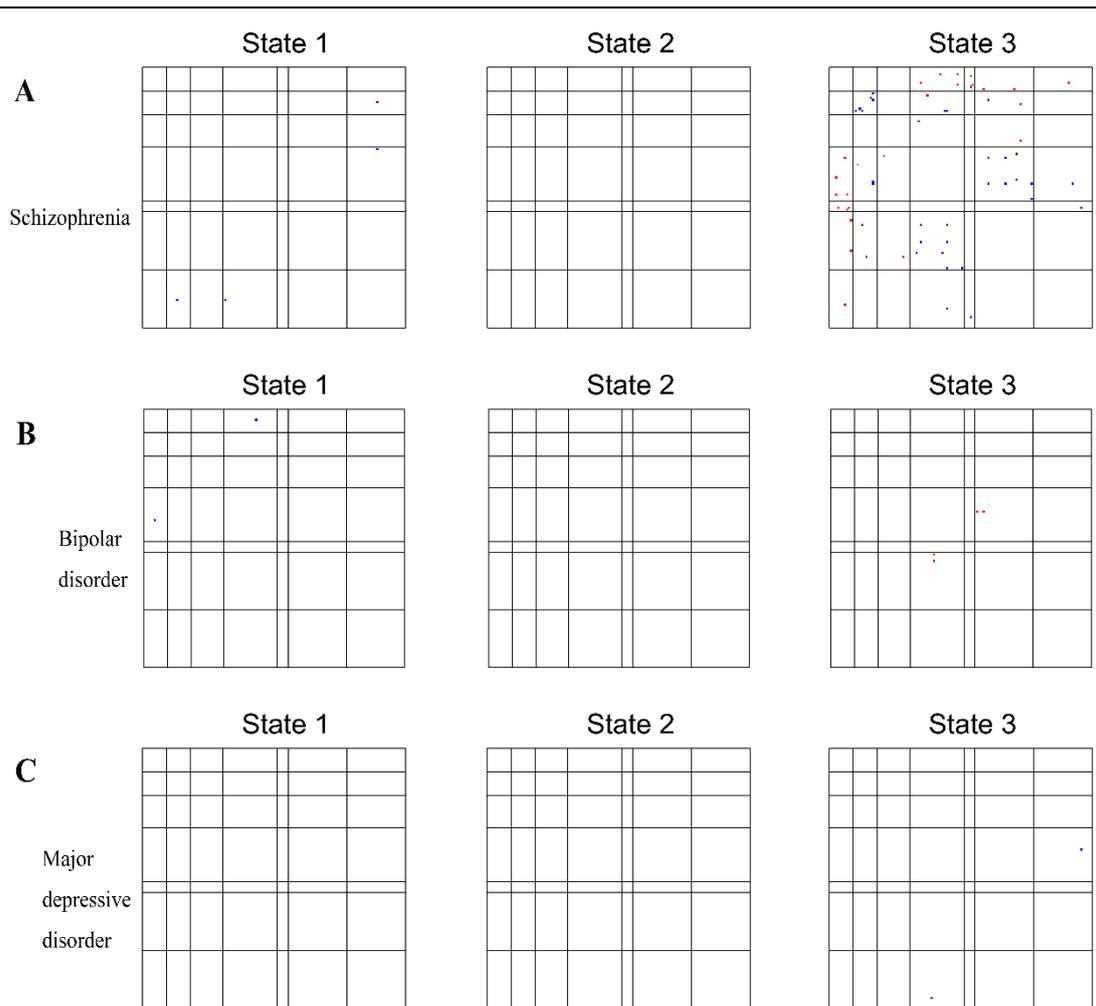 State 1 State 2 State 3
A
Schizophrenia
State 1 State 2 State 3
B
Bipolar
disorder
State 1 State 2 State 3
C
Major
depressive
disorder